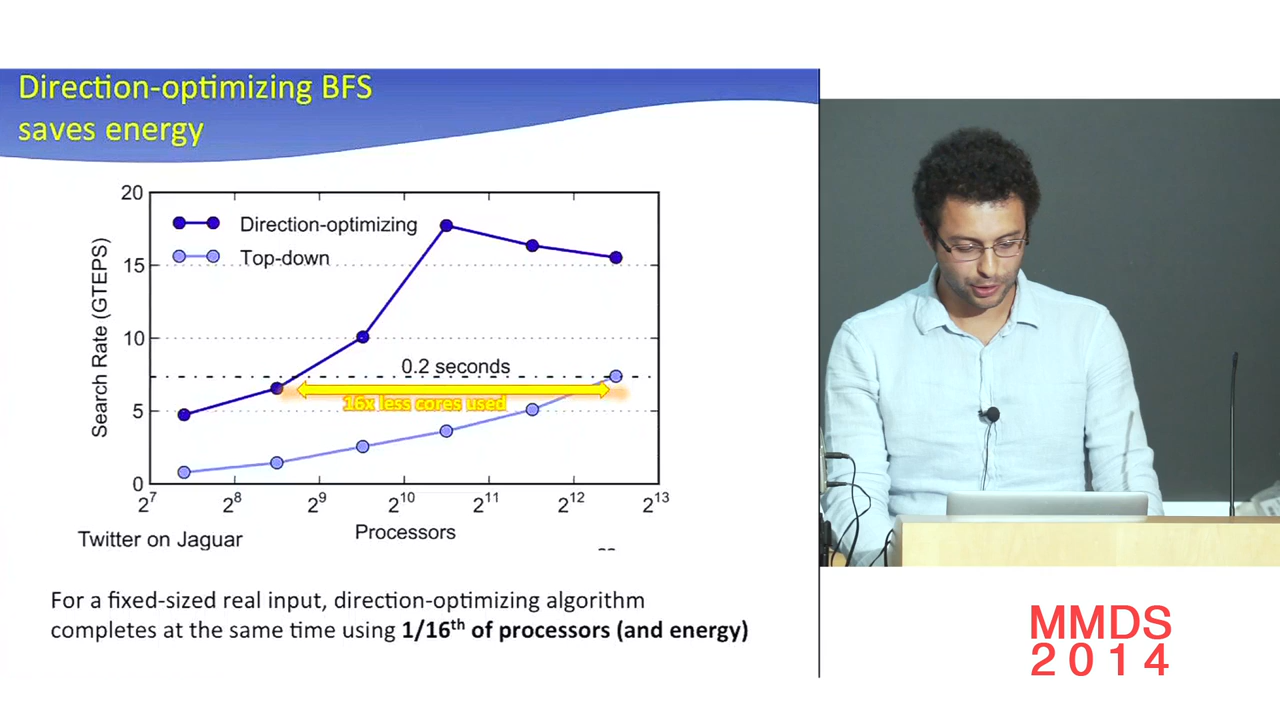 Direction-optimizing BFS
saves energy
20
15
10
5
0
Search Rate (GTEPS)
Direction-optimizing
Top-down
0.2 seconds
16x less cores used
2^7 2^8 2^9 2^10 2^11 2^12 2^13
Processors
Twitter on Jaguar
For a fixed-sized real input, direction-optimizing algorithm
completes at the same time using 1/16th of processors (and energy)
MMDS
2014